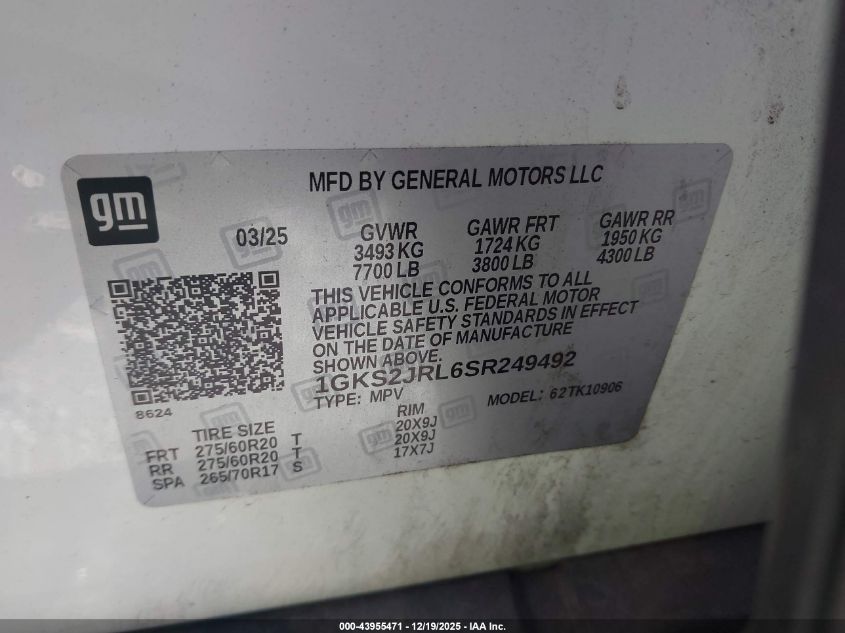 gm
MFD BY GENERAL MOTORS LLC
03/25
GVWR
3493 KG
7700 LB
GAWR FRT
1724 KG
3800 LB
GAWR RR
1950 KG
4300 LB
THIS VEHICLE CONFORMS TO ALL
APPLICABLE U.S. FEDERAL MOTOR
VEHICLE SAFETY STANDARDS IN EFFECT
ON THE DATE OF MANUFACTURE
SHOWN ABOVE.
1GKS2JRL6SR249492
TYPE: MPV
MODEL: 62TK10906
8624
TIRE SIZE
RIM
FRT 275/60R20 T 20X9J
RR 275/60R20 T 20X9J
SPA 265/70R17 S 17X7J
000-43955471 - 12/19/2025 - IAA Inc.